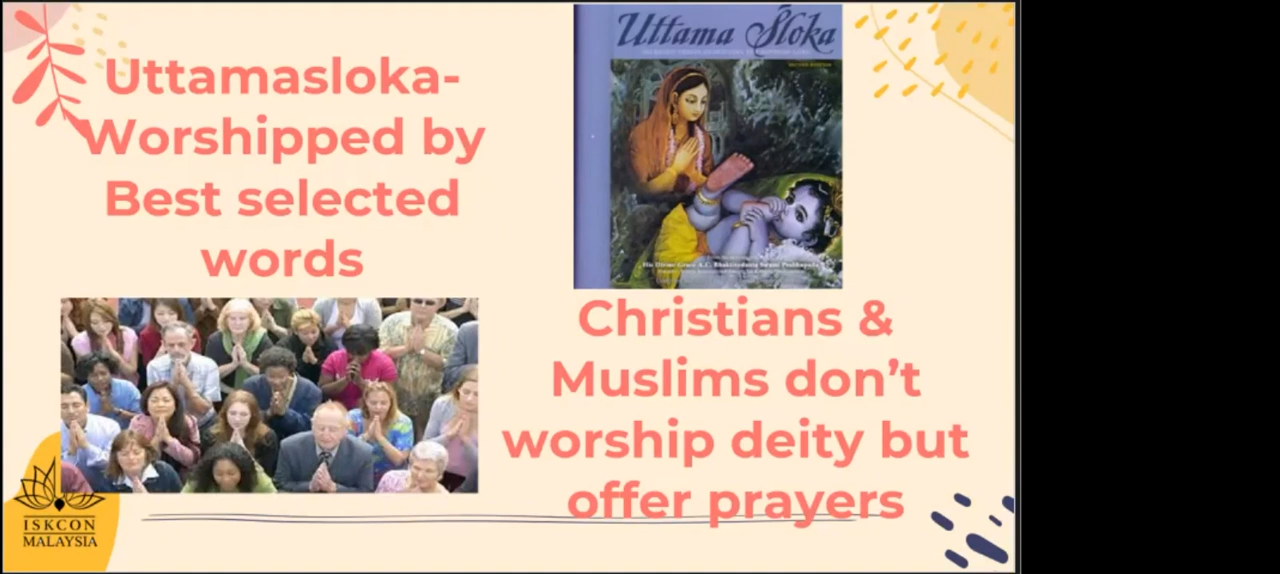 Uttamasloka-
Worshipped by
Best selected
words
Uttama Śloka
His Divine Grace A.C. Bhaktivedanta Swami Prabhupada
Christians &
Muslims don't
worship deity but
offer prayers
ISKCON
MALAYSIA